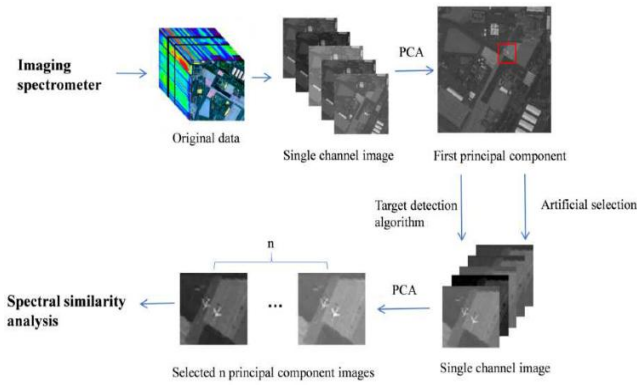 Imaging
spectrometer
Original data
Single channel image
PCA
First principal component
Target detection
algorithm
Artificial selection
n
Spectral similarity
analysis
...
PCA
Selected n principal component images
Single channel image